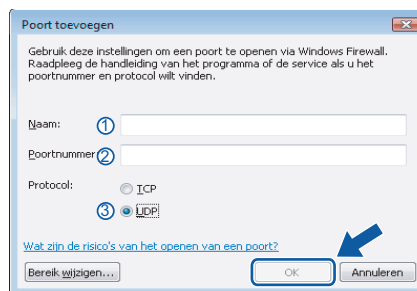 Poort toevoegen
Gebruik deze instellingen om een poort te openen via Windows Firewall.
Raadpleeg de handleiding van het programma of de service als u het
poortnummer en protocol wilt vinden.
Naam: 1
Poortnummer 2
Protocol: TCP
3 UDP
Wat zijn de risico's van het openen van een poort?
Bereik wijzigen... OK Annuleren